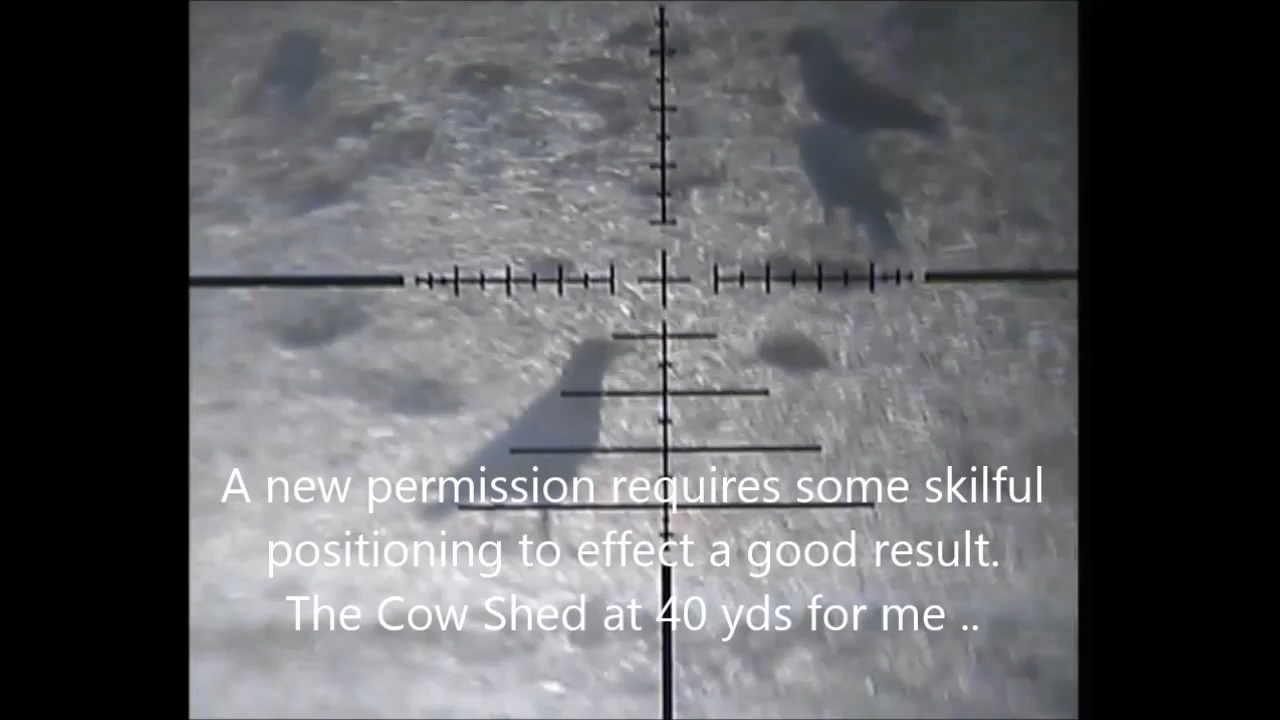 A new permission requires some skilful
positioning to effect a good result.
The Cow Shed at 40 yds for me ..